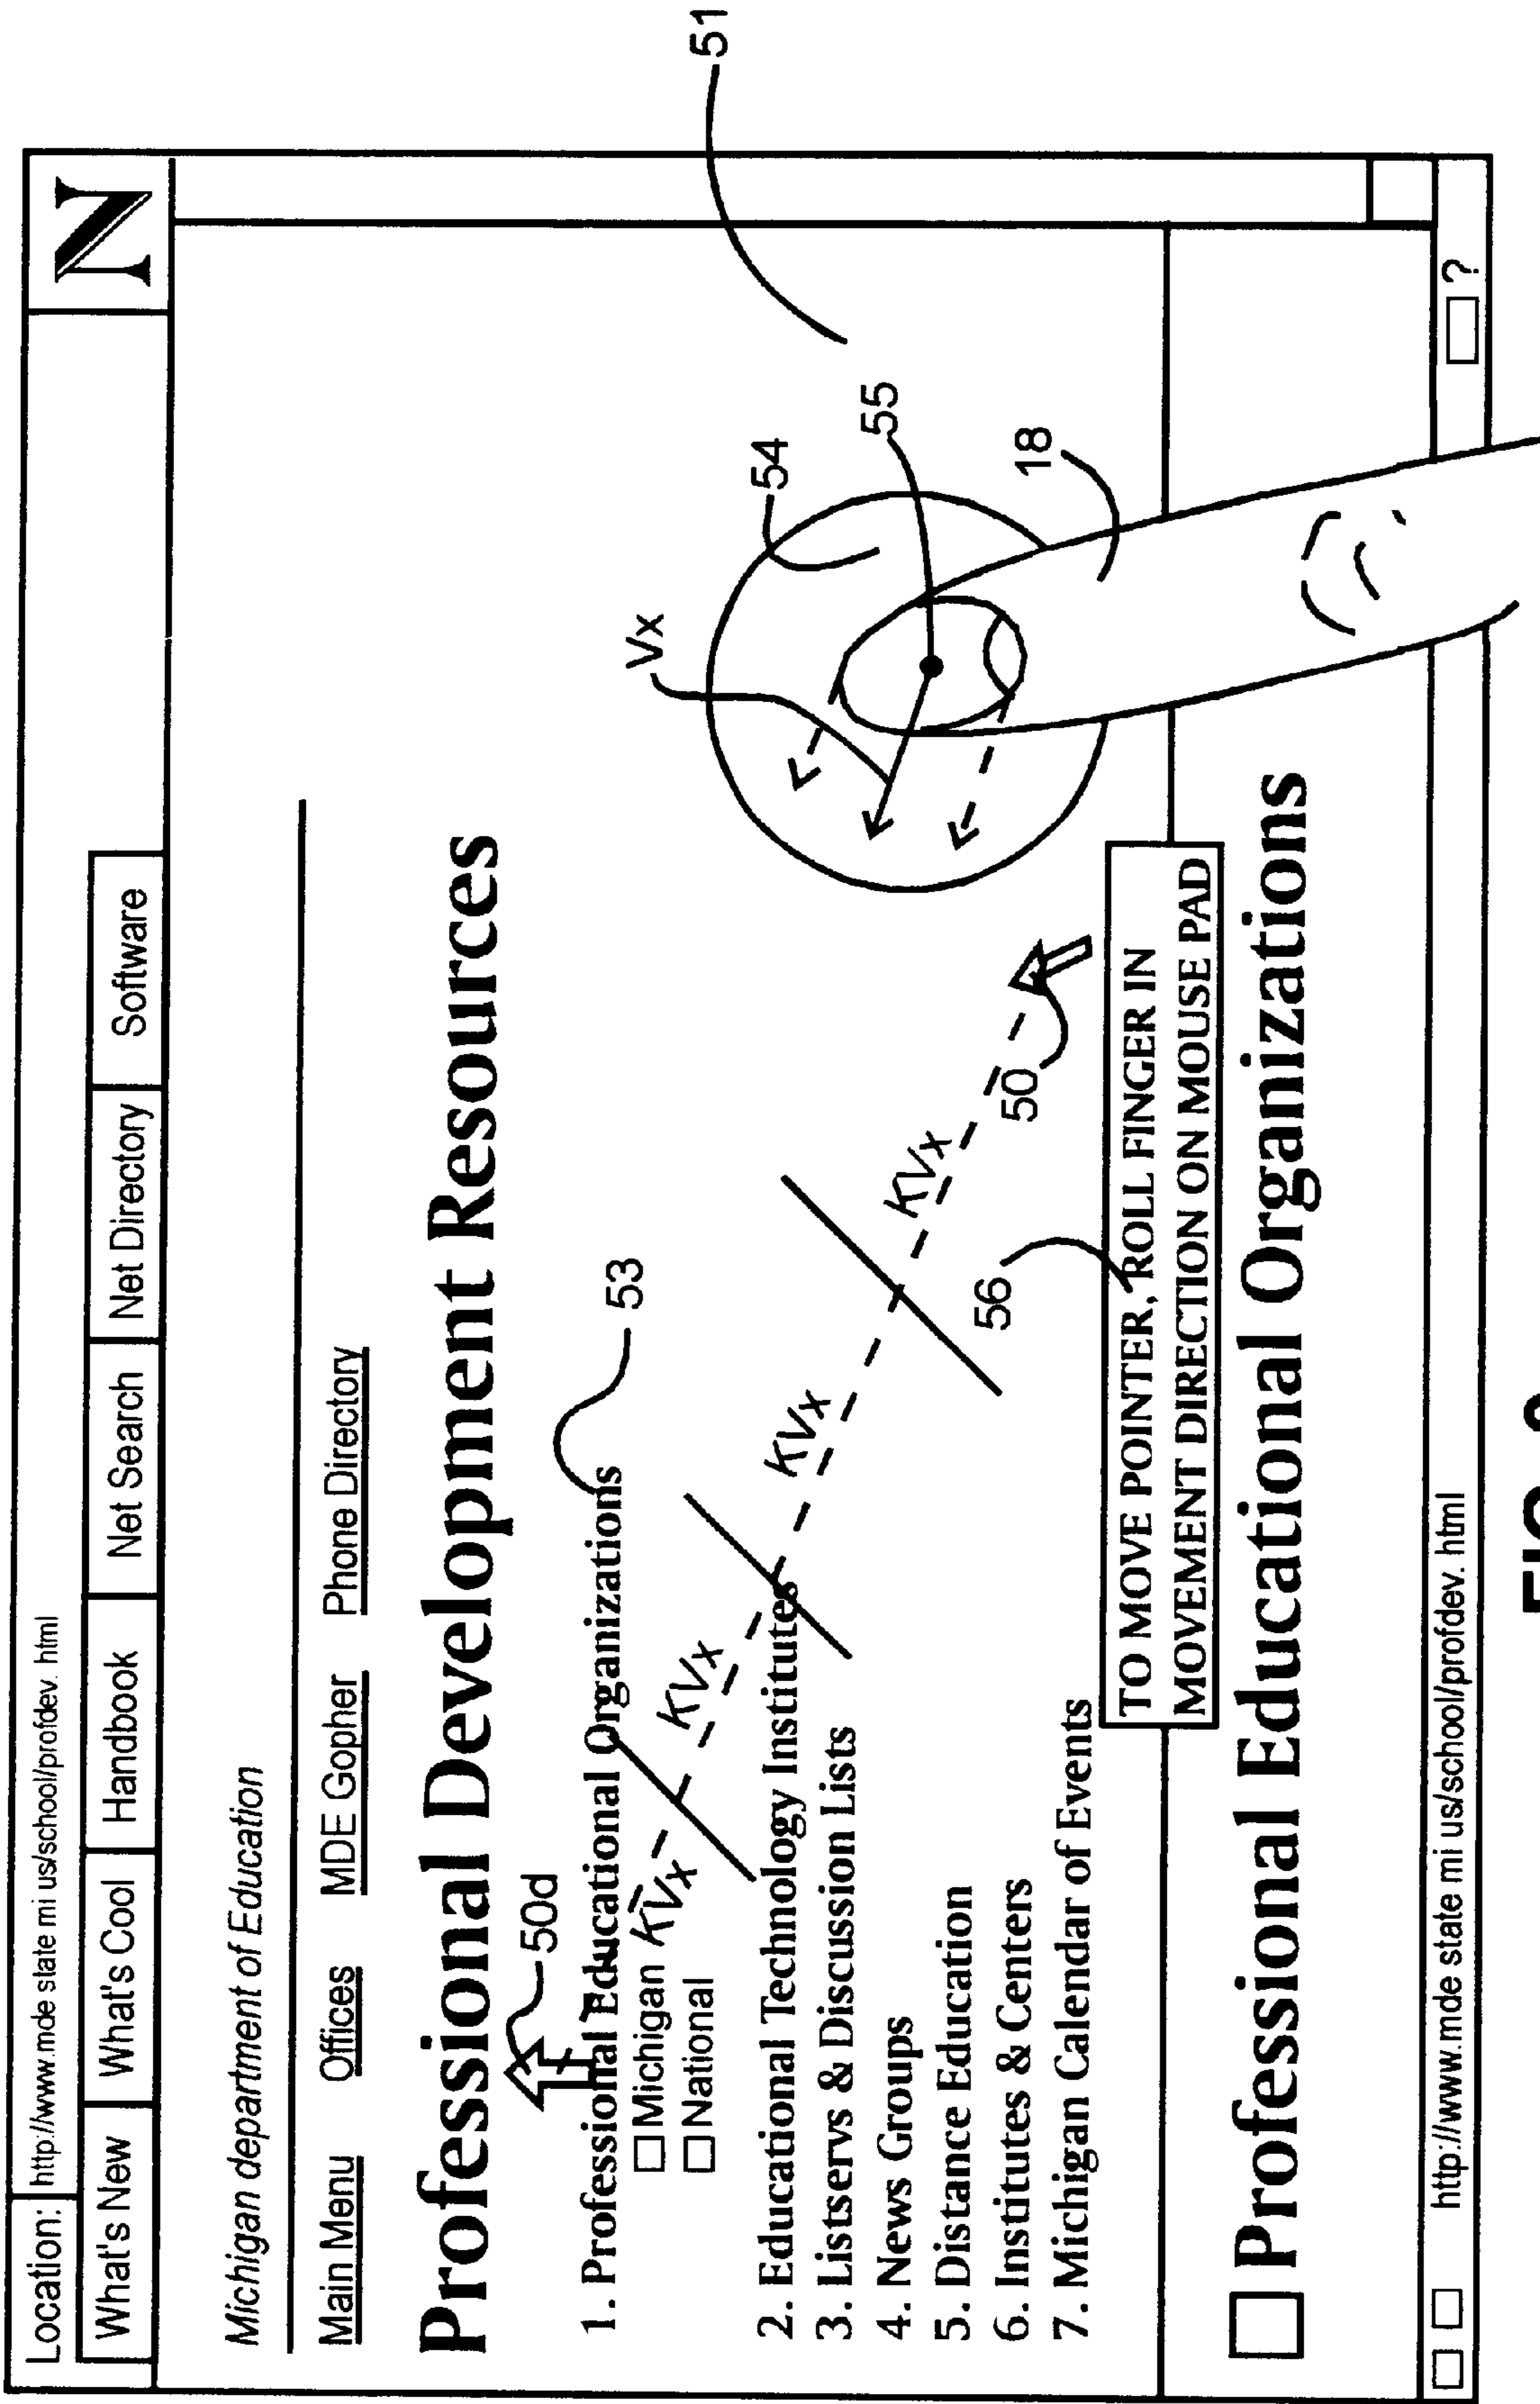 Location: http://www.mde state mi us/school/profdev. html
N
What's New What's Cool Handbook Net Search Net Directory Software
Michigan department of Education
Main Menu Offices MDE Gopher Phone Directory
Professional Development Resources
50d
53
1. Professional Educational Organizations
☐ Michigan
☐ National
2. Educational Technology Institutes
3. Listservs & Discussion Lists
4. News Groups
5. Distance Education
6. Institutes & Centers
7. Michigan Calendar of Events
KVx
KVx
KVx
KVx
Vx
54
55
51
18
50
56
TO MOVE POINTER, ROLL FINGER IN
MOVEMENT DIRECTION ON MOUSE PAD
☐ Professional Educational Organizations
http://www.mde state mi us/school/profdev. html
?